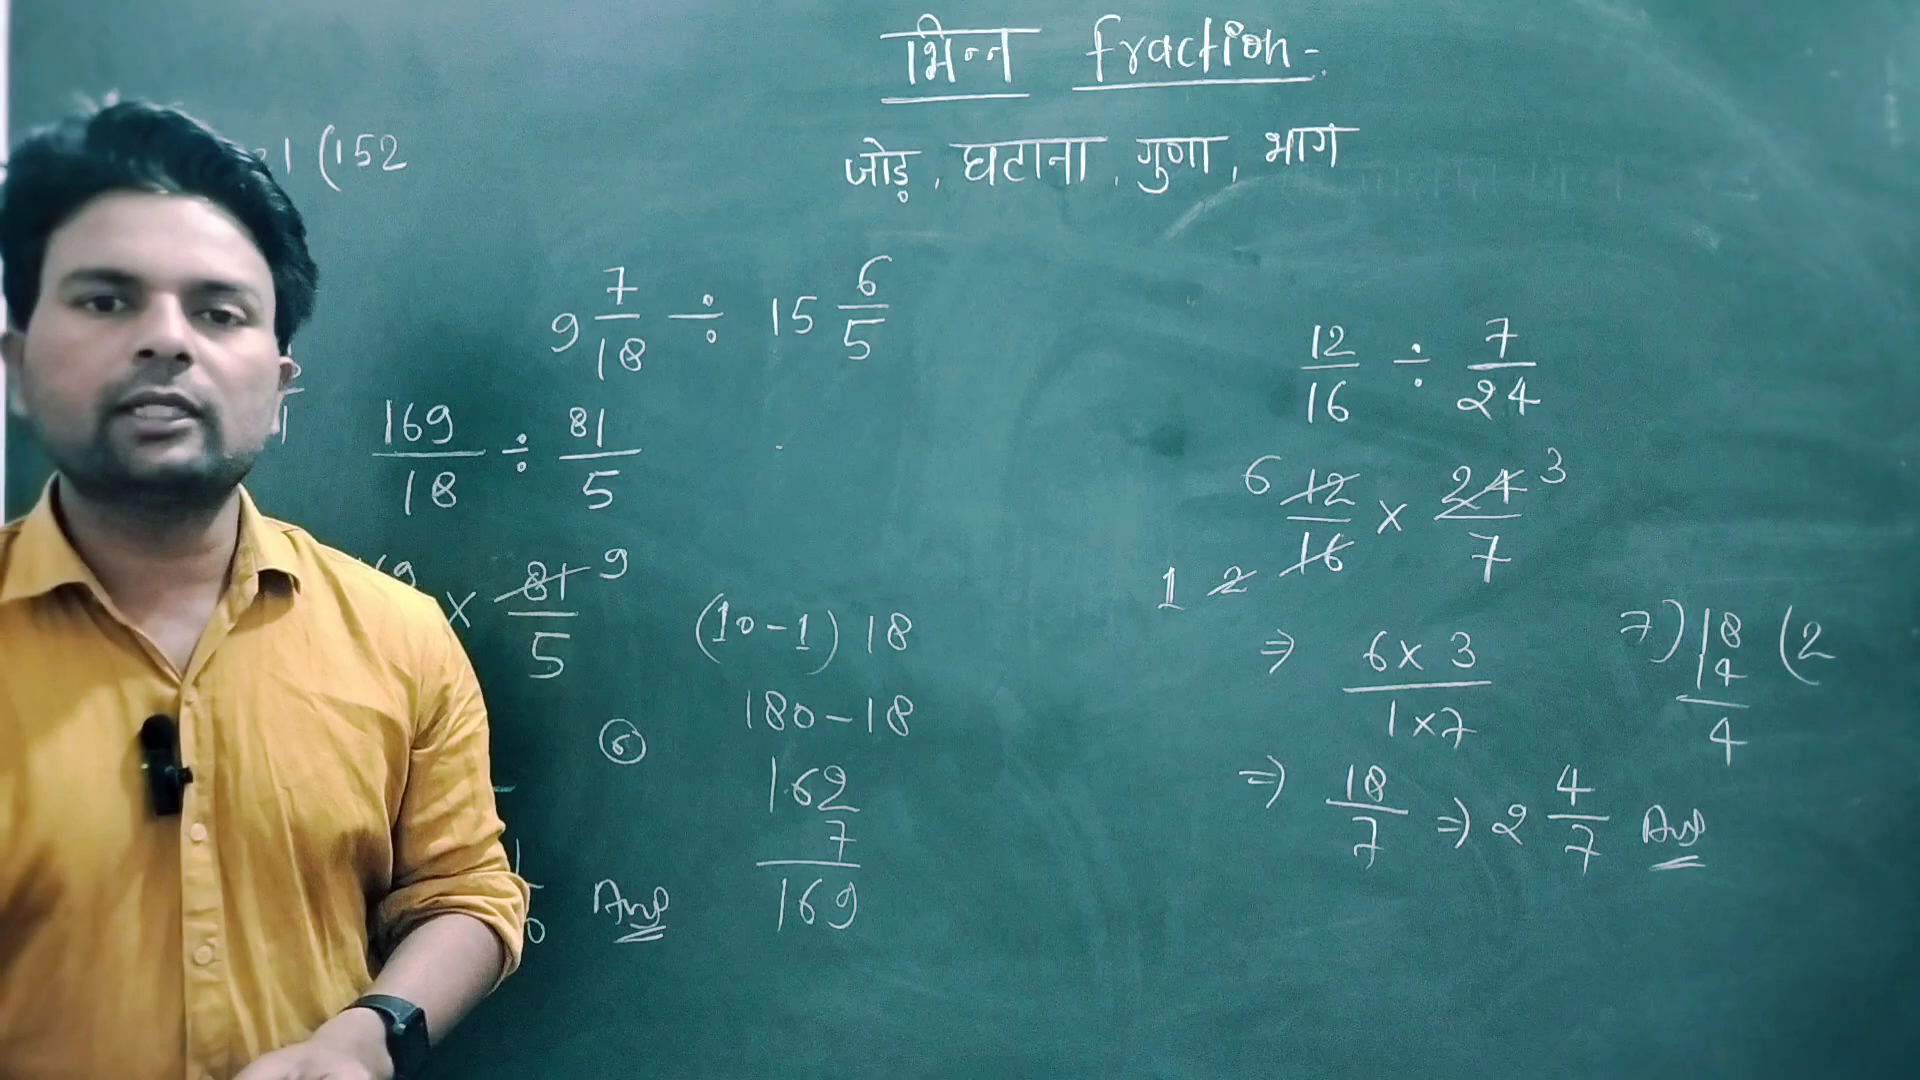 भिन्न fraction-
जोड़, घटाना, गुणा, भाग
1 (152
9 7/18 ÷ 15 6/5
169/18 ÷ 81/5
× 81/5 9
(10-1) 18
180-18
162
7
169
6
Ans
12/16 ÷ 7/24
6 12/16 × 24/7 3
1 2
⇒ 6×3/1×7
7) 18 (2
14
4
⇒ 18/7 ⇒ 2 4/7 Ans